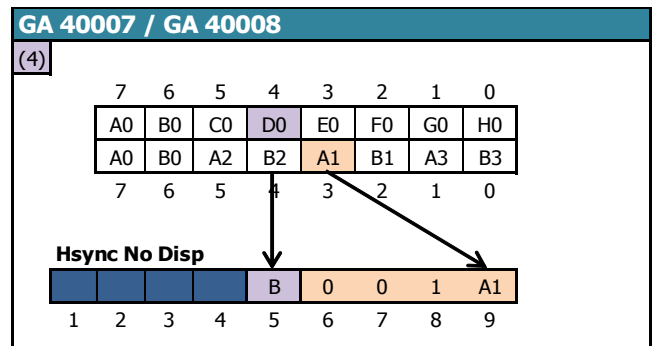 GA 40007 / GA 40008
(4)
7 6 5 4 3 2 1 0
A0 B0 C0 D0 E0 F0 G0 H0
A0 B0 A2 B2 A1 B1 A3 B3
7 6 5 4 3 2 1 0
Hsync No Disp
B 0 0 1 A1
1 2 3 4 5 6 7 8 9